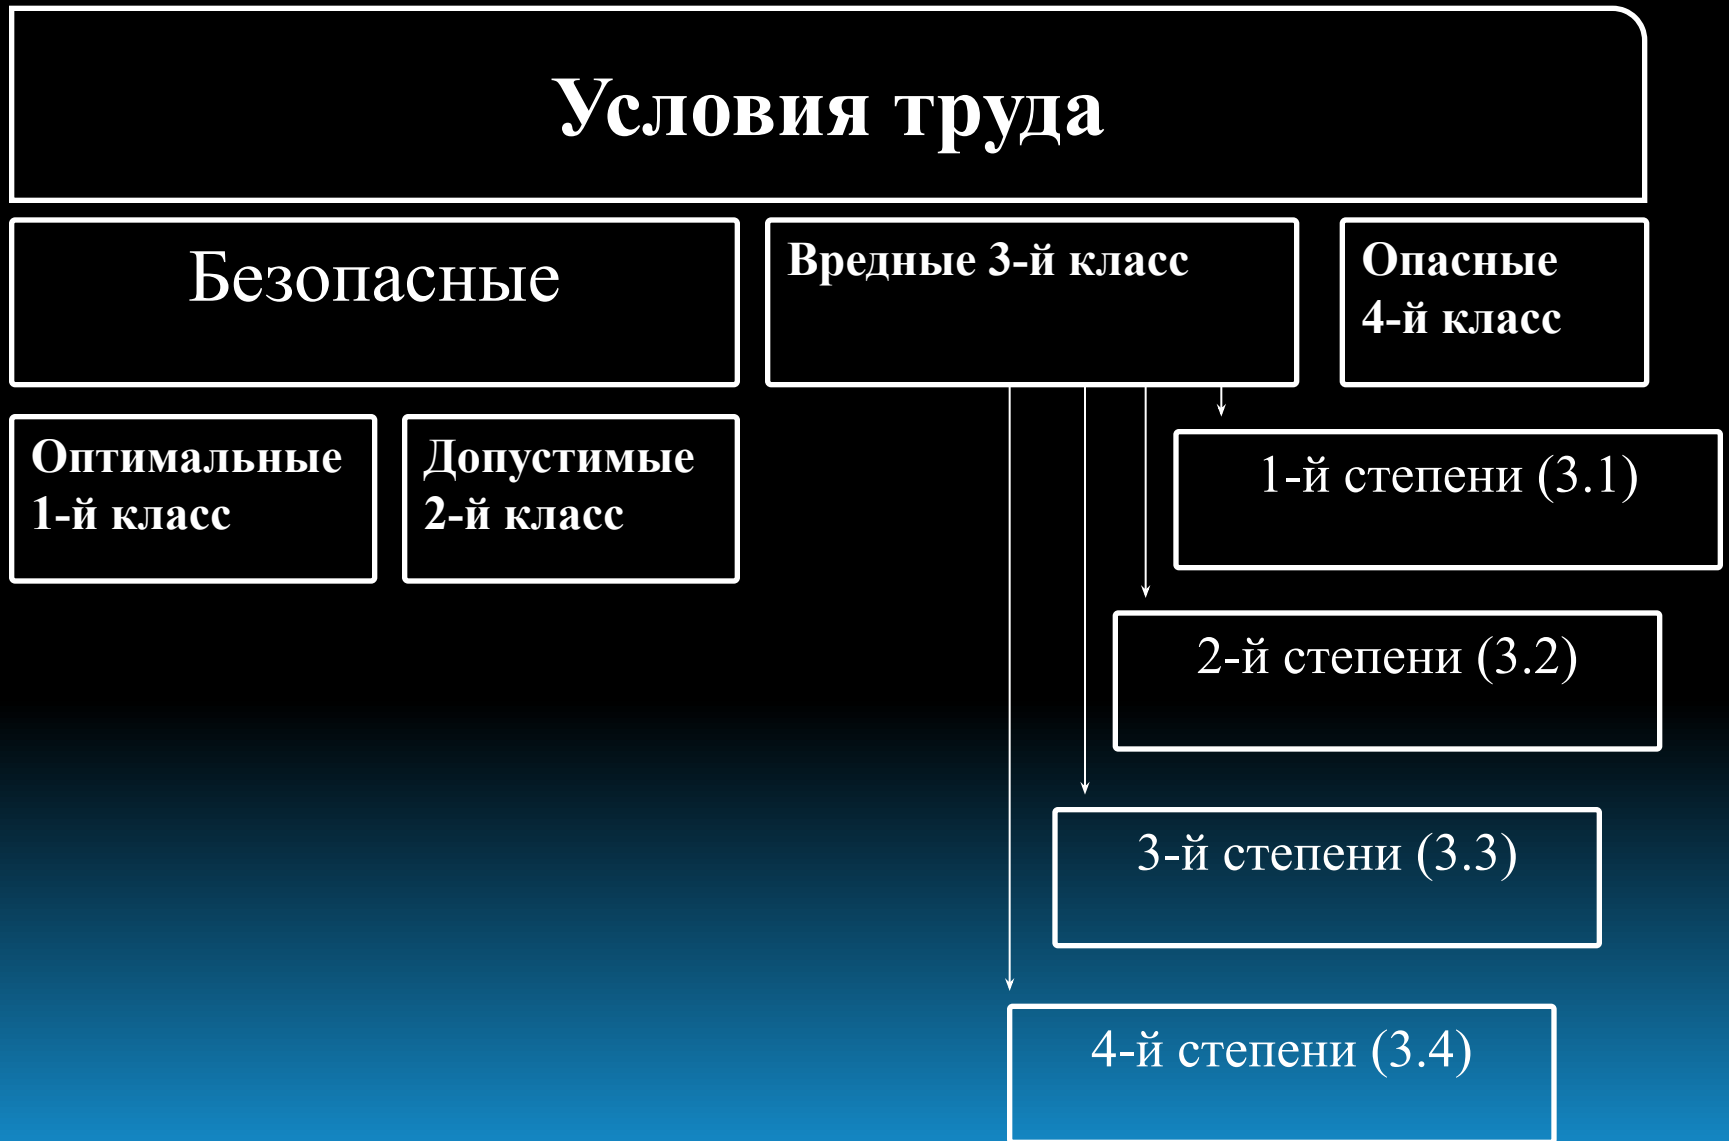 Условия труда
Безопасные
Вредные 3-й класс
Опасные
4-й класс
Оптимальные
1-й класс
Допустимые
2-й класс
1-й степени (3.1)
2-й степени (3.2)
3-й степени (3.3)
4-й степени (3.4)